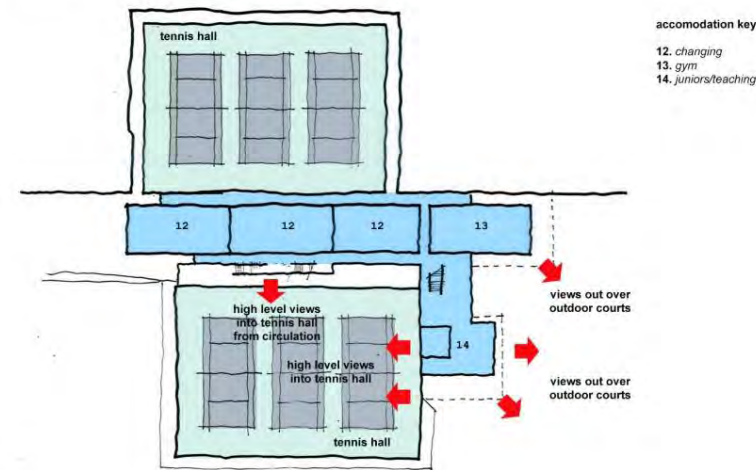 tennis hall
accomodation key
12. changing
13. gym
14. juniors/teaching
12
12
12
13
high level views
into tennis hall
from circulation
views out over
outdoor courts
14
high level views
into tennis hall
views out over
outdoor courts
tennis hall